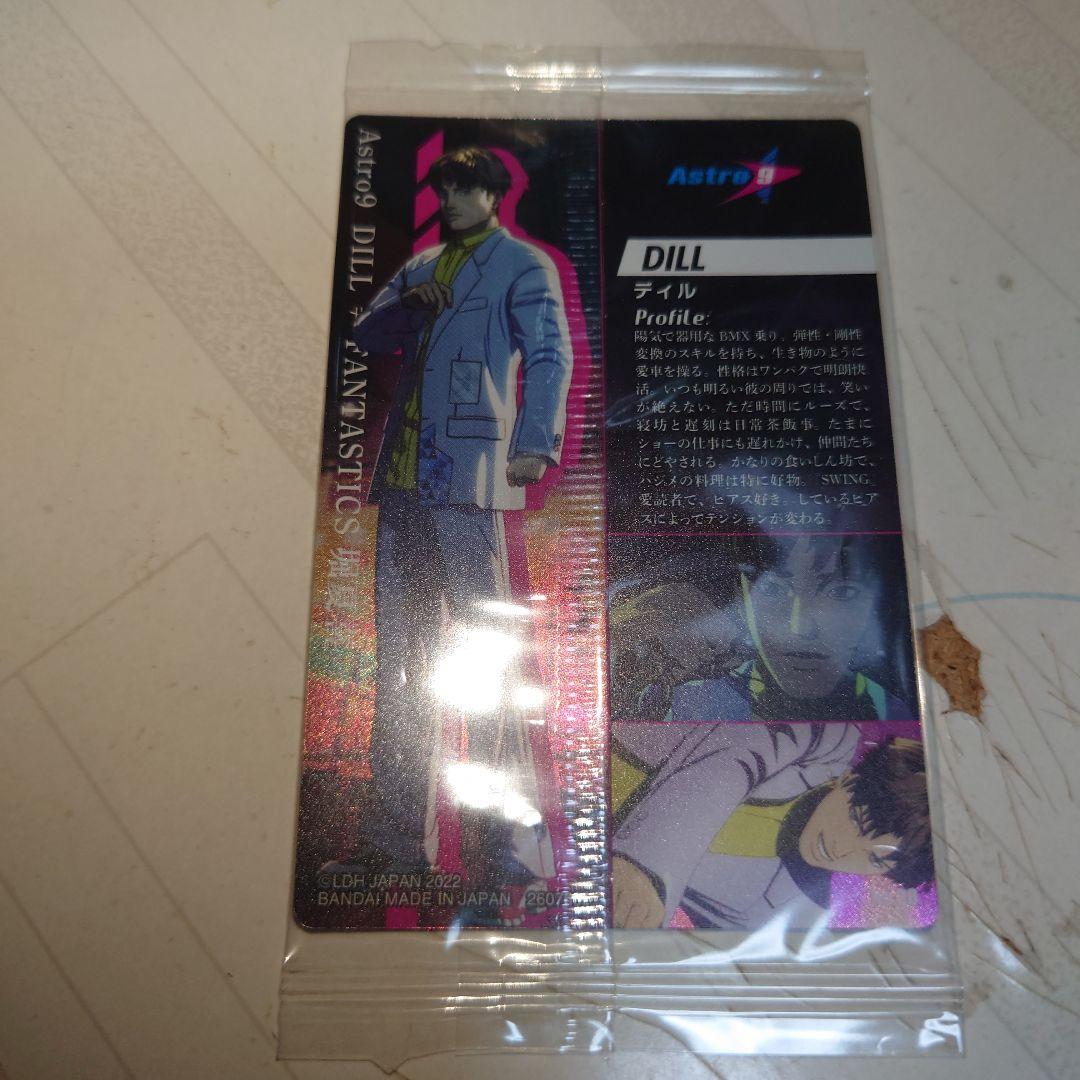 Astro9 DILL + FANTASTICS 堀夏
Astro 9
DILL
ディル
Profile:
陽気で器用なBMX乗り。弾性・剛性
変換のスキルを持ち、生き物のように
愛車を操る。性格はワンパクで明朗快
活。いつも明るい彼の周りでは、笑い
が絶えない。ただ時間にルーズで、
寝坊と遅刻は日常茶飯事。たまに
ショーの仕事にも遅れかけ、仲間たち
にどやされる。かなりの食いしん坊で、
ハジメの料理は特に好物。『SWING』
愛読者で、ピアス好き。しているピア
スによってテンションが変わる。
©LDH JAPAN 2022
BANDAI MADE IN JAPAN